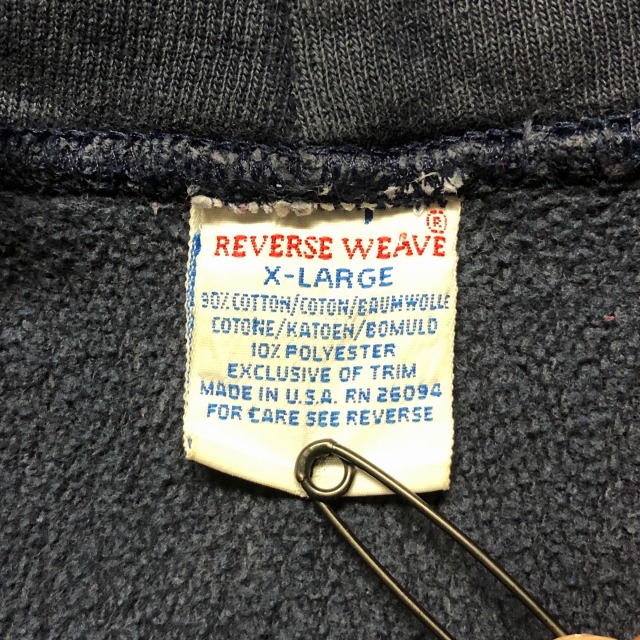 ®
REVERSE WEAVE
X-LARGE
90% COTTON/COTON/BAUMWOLLE
COTONE/KATOEN/BOMULD
10% POLYESTER
EXCLUSIVE OF TRIM
MADE IN U.S.A. RN 26094
FOR CARE SEE REVERSE